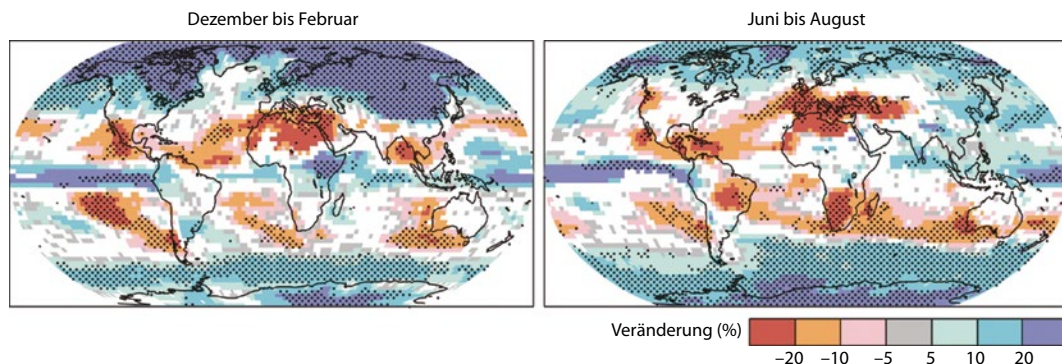 Dezember bis Februar
Juni bis August
Veränderung (%)
–20 –10 –5 5 10 20